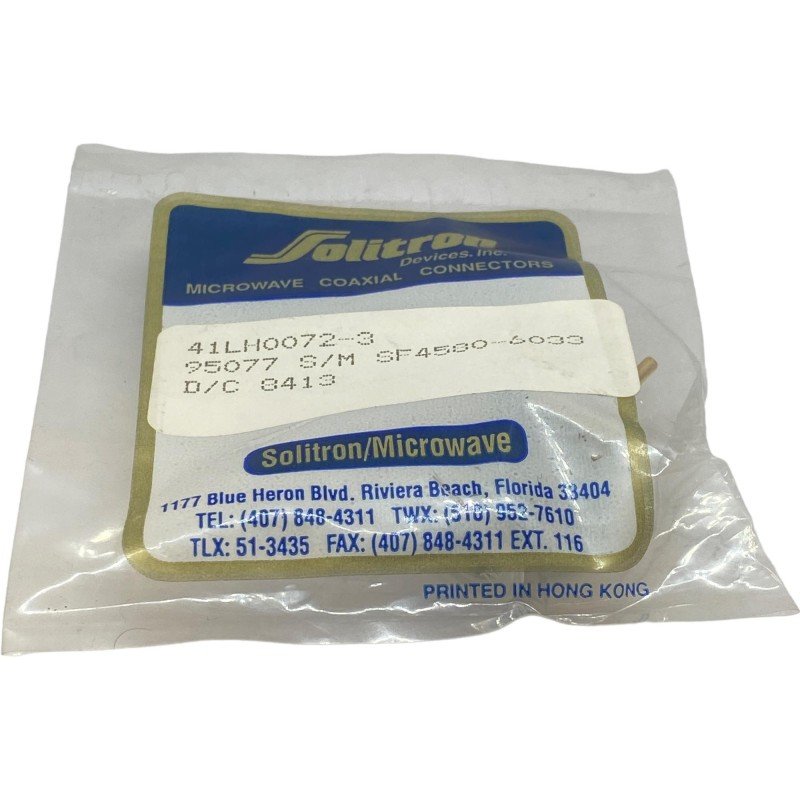 Solitron
Devices, Inc.
MICROWAVE COAXIAL CONNECTORS
41LH0072-3
95077 S/M SF4580-6033
D/C 8413
Solitron/Microwave
1177 Blue Heron Blvd. Riviera Beach, Florida 33404
TEL: (407) 848-4311 TWX: (510) 952-7610
TLX: 51-3435 FAX: (407) 848-4311 EXT. 116
PRINTED IN HONG KONG